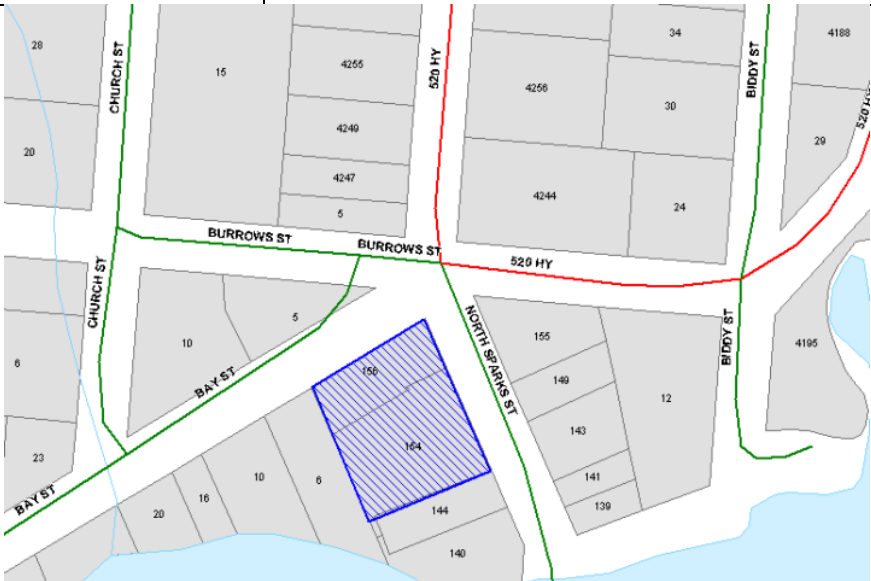 28
CHURCH ST
15
4255
520 HY
34
4256
BIDDY ST
4188
30
520 HY
4249
20
29
4247
4244
24
5
BURROWS ST
BURROWS ST
520 HY
CHURCH ST
5
10
NORTH SPARKS ST
155
BIDDY ST
4195
6
156
149
BAY ST
12
143
154
23
10
6
141
BAY ST
16
139
20
144
140